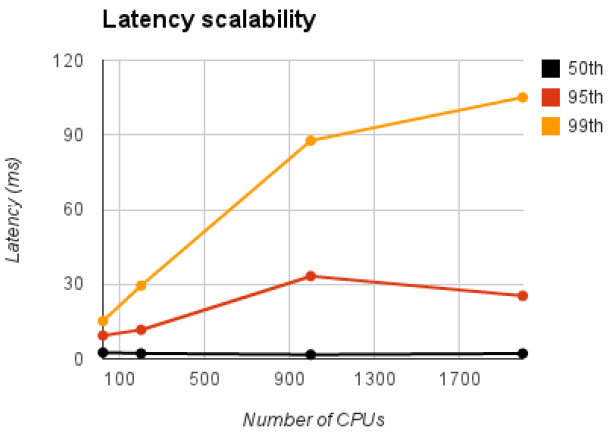 Latency scalability
120
90
60
30
0
Latency (ms)
100 500 900 1300 1700
Number of CPUs
50th
95th
99th